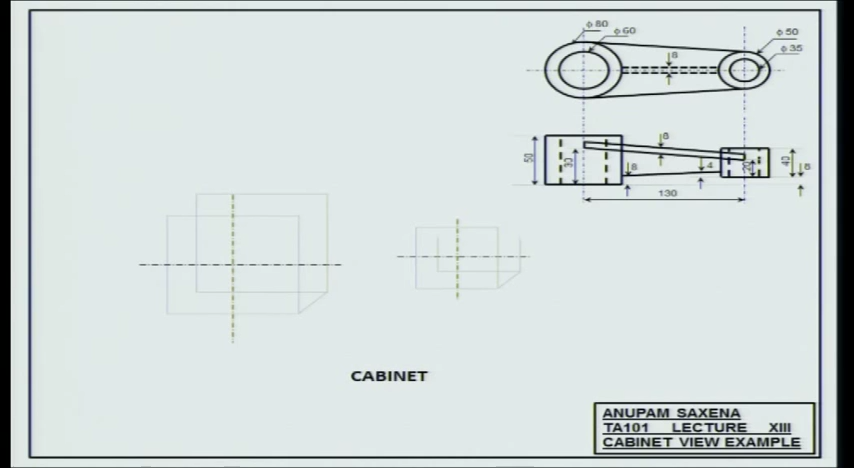 ϕ80
ϕ60
ϕ50
ϕ35
8
8
50
30
8
4
20
40
8
130
CABINET
ANUPAM SAXENA
TA101 LECTURE XIII
CABINET VIEW EXAMPLE